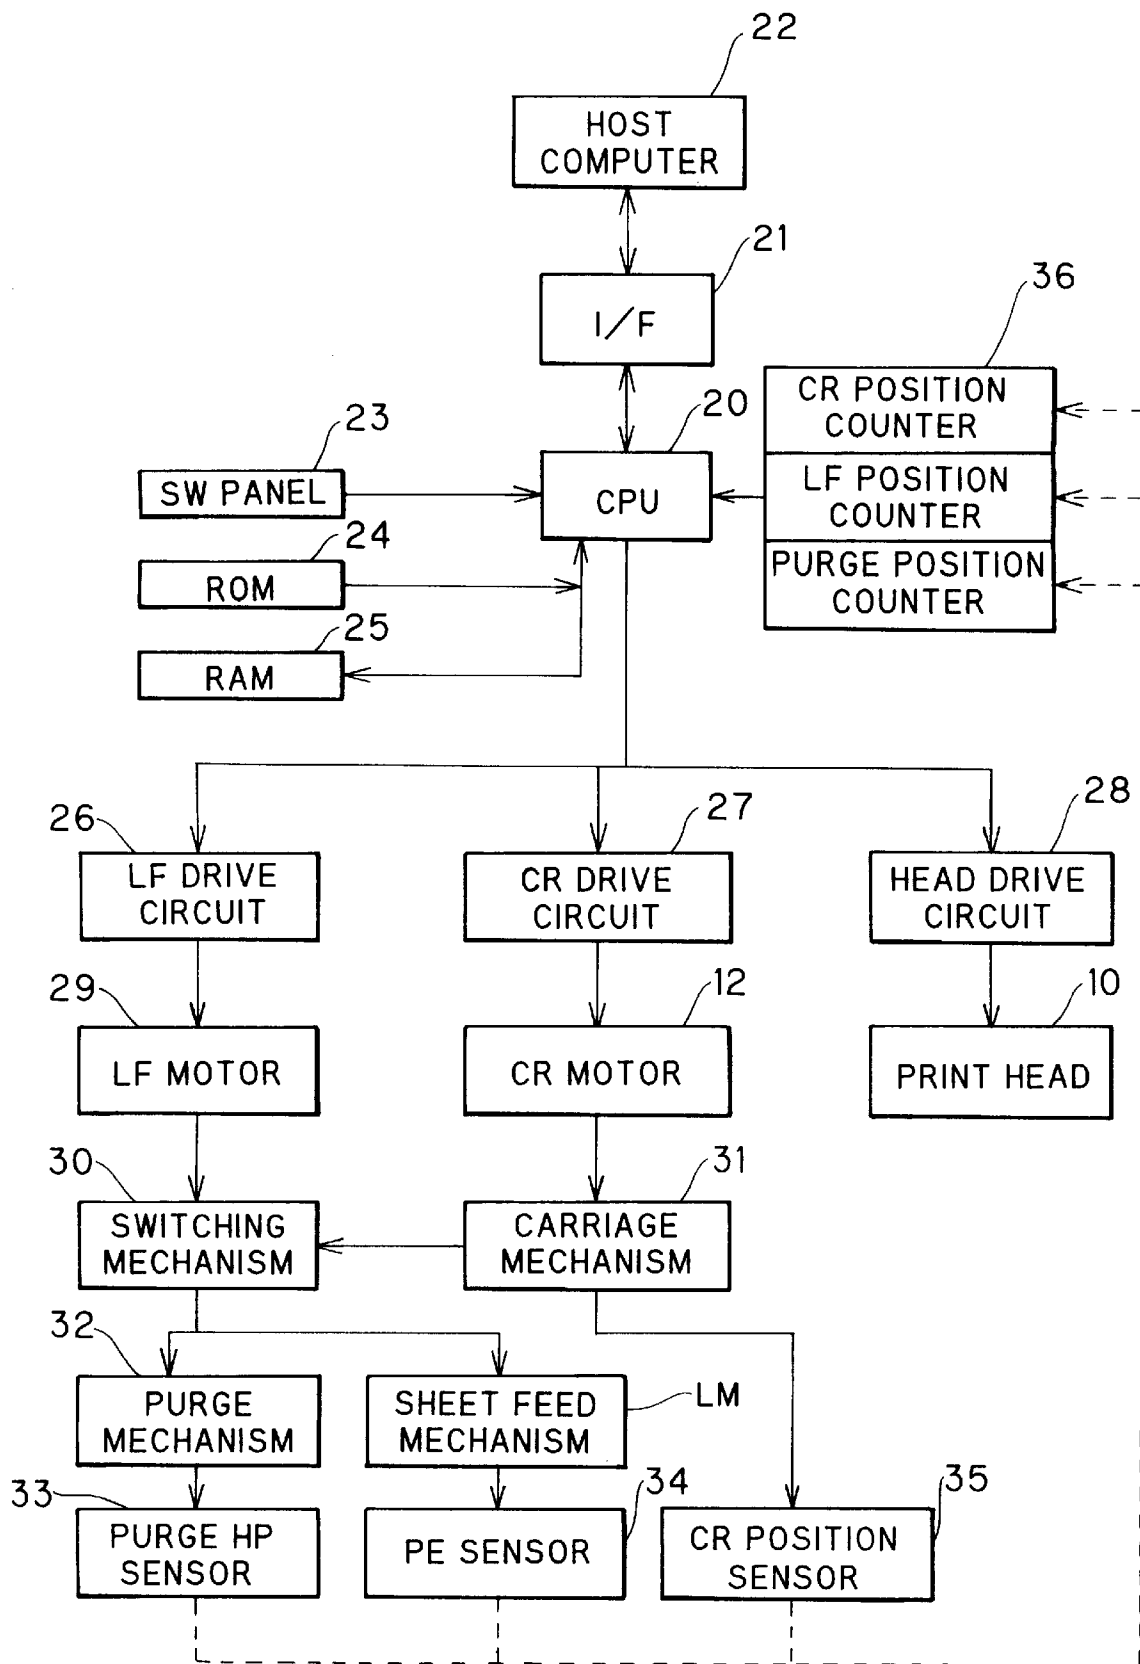 22
HOST
COMPUTER
21
I/F
36
CR POSITION
COUNTER
20
23
SW PANEL
CPU
LF POSITION
COUNTER
24
ROM
PURGE POSITION
COUNTER
25
RAM
26
LF DRIVE
CIRCUIT
27
CR DRIVE
CIRCUIT
28
HEAD DRIVE
CIRCUIT
29
LF MOTOR
12
CR MOTOR
10
PRINT HEAD
30
SWITCHING
MECHANISM
31
CARRIAGE
MECHANISM
32
PURGE
MECHANISM
SHEET FEED
MECHANISM
LM
33
PURGE HP
SENSOR
34
PE SENSOR
35
CR POSITION
SENSOR